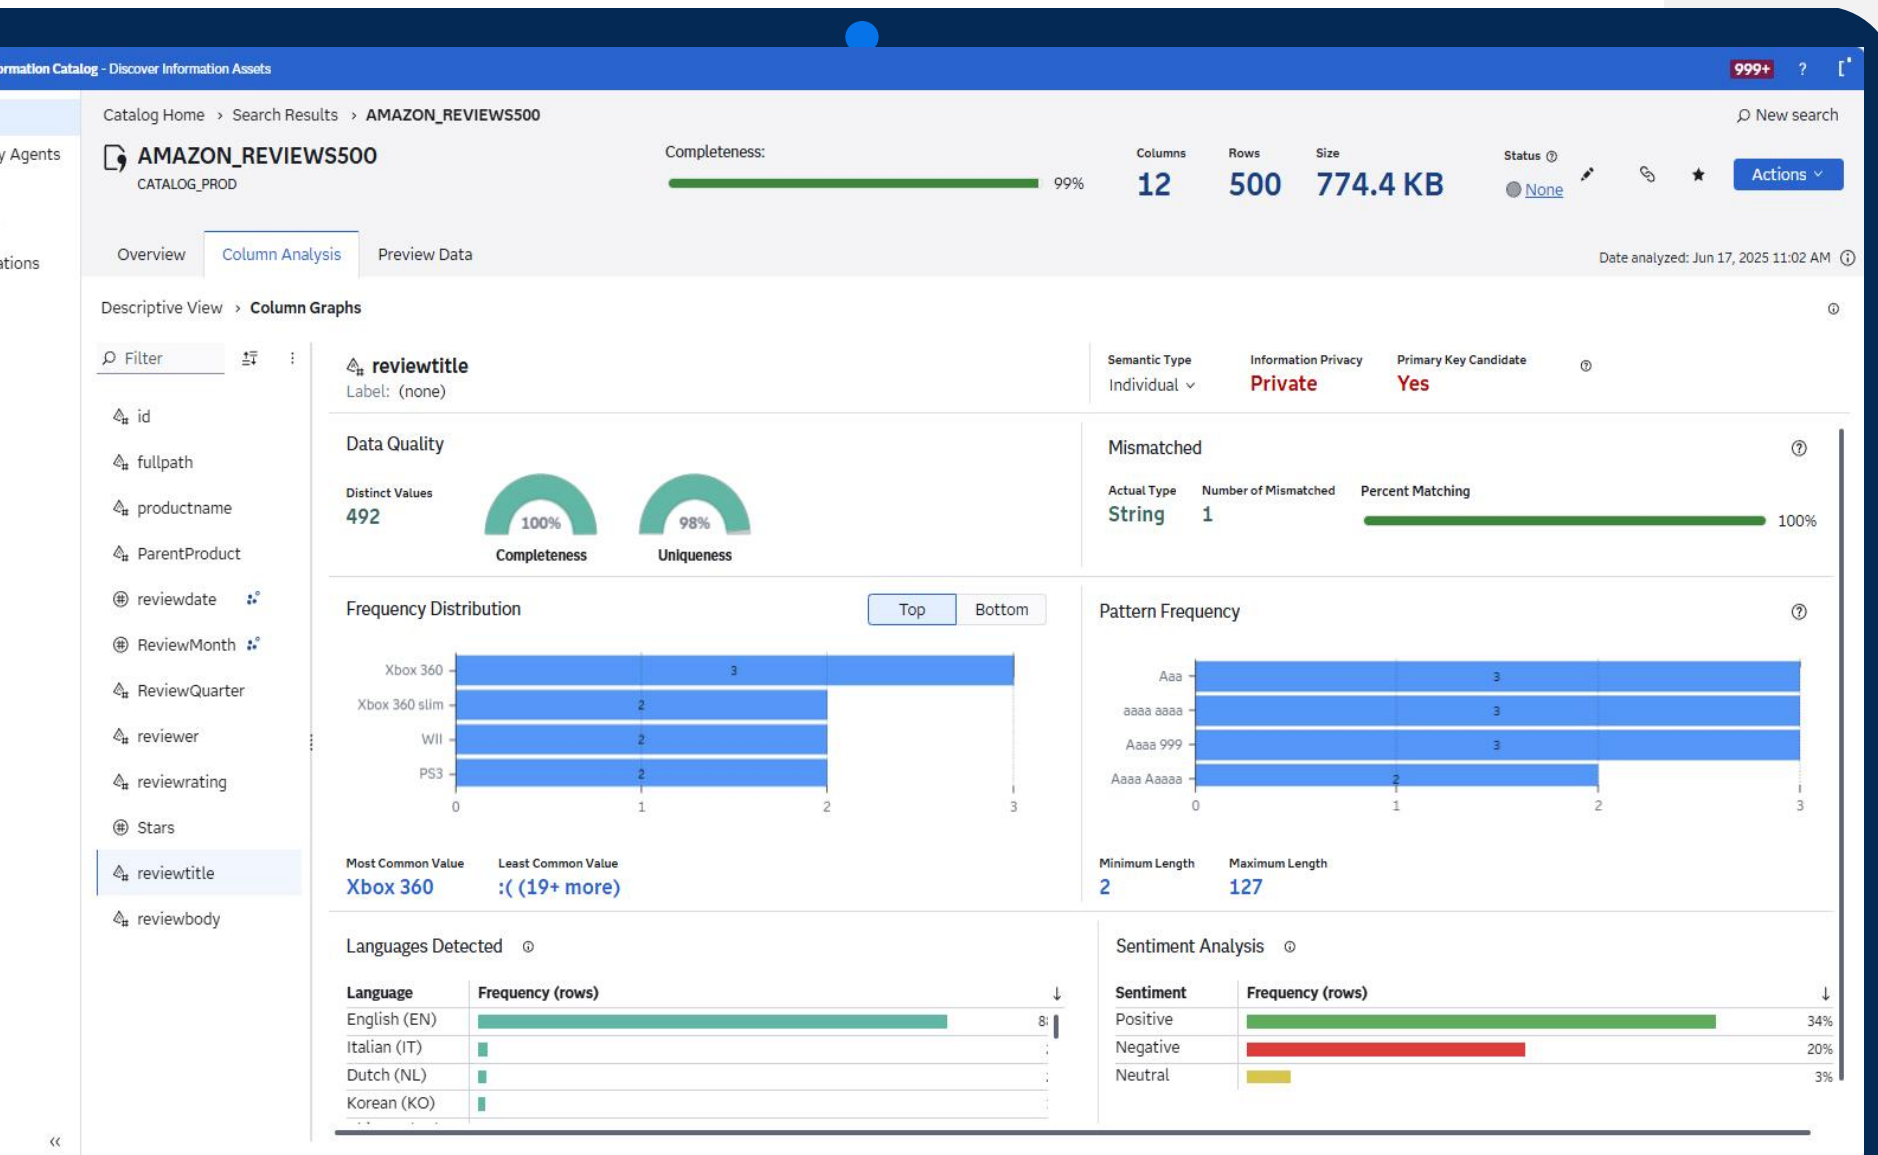 ormation Catalog - Discover Information Assets
999+ ?
Catalog Home > Search Results > AMAZON_REVIEWS500
New search
y Agents
ations
AMAZON_REVIEWS500
CATALOG_PROD
Completeness:
99%
Columns
12
Rows
500
Size
774.4 KB
Status
None
Actions
Overview Column Analysis Preview Data
Date analyzed: Jun 17, 2025 11:02 AM
Descriptive View > Column Graphs
Filter
id
fullpath
productname
ParentProduct
reviewdate
ReviewMonth
ReviewQuarter
reviewer
reviewrating
Stars
reviewtitle
reviewbody
reviewtitle
Label: (none)
Semantic Type
Individual
Information Privacy
Private
Primary Key Candidate
Yes
Data Quality
Distinct Values
492
100%
Completeness
98%
Uniqueness
Mismatched
Actual Type
String
Number of Mismatched
1
Percent Matching
100%
Frequency Distribution
Top Bottom
Xbox 360 3
Xbox 360 slim 2
WII 2
PS3 2
0 1 2 3
Most Common Value
Xbox 360
Least Common Value
:( (19+ more)
Pattern Frequency
Aaa 3
aaaa aaaa 3
Aaaa 999 3
Aaaa Aaaaa 2
0 1 2 3
Minimum Length
2
Maximum Length
127
Languages Detected
Language Frequency (rows)
English (EN)
Italian (IT)
Dutch (NL)
Korean (KO)
Sentiment Analysis
Sentiment Frequency (rows)
Positive 34%
Negative 20%
Neutral 3%